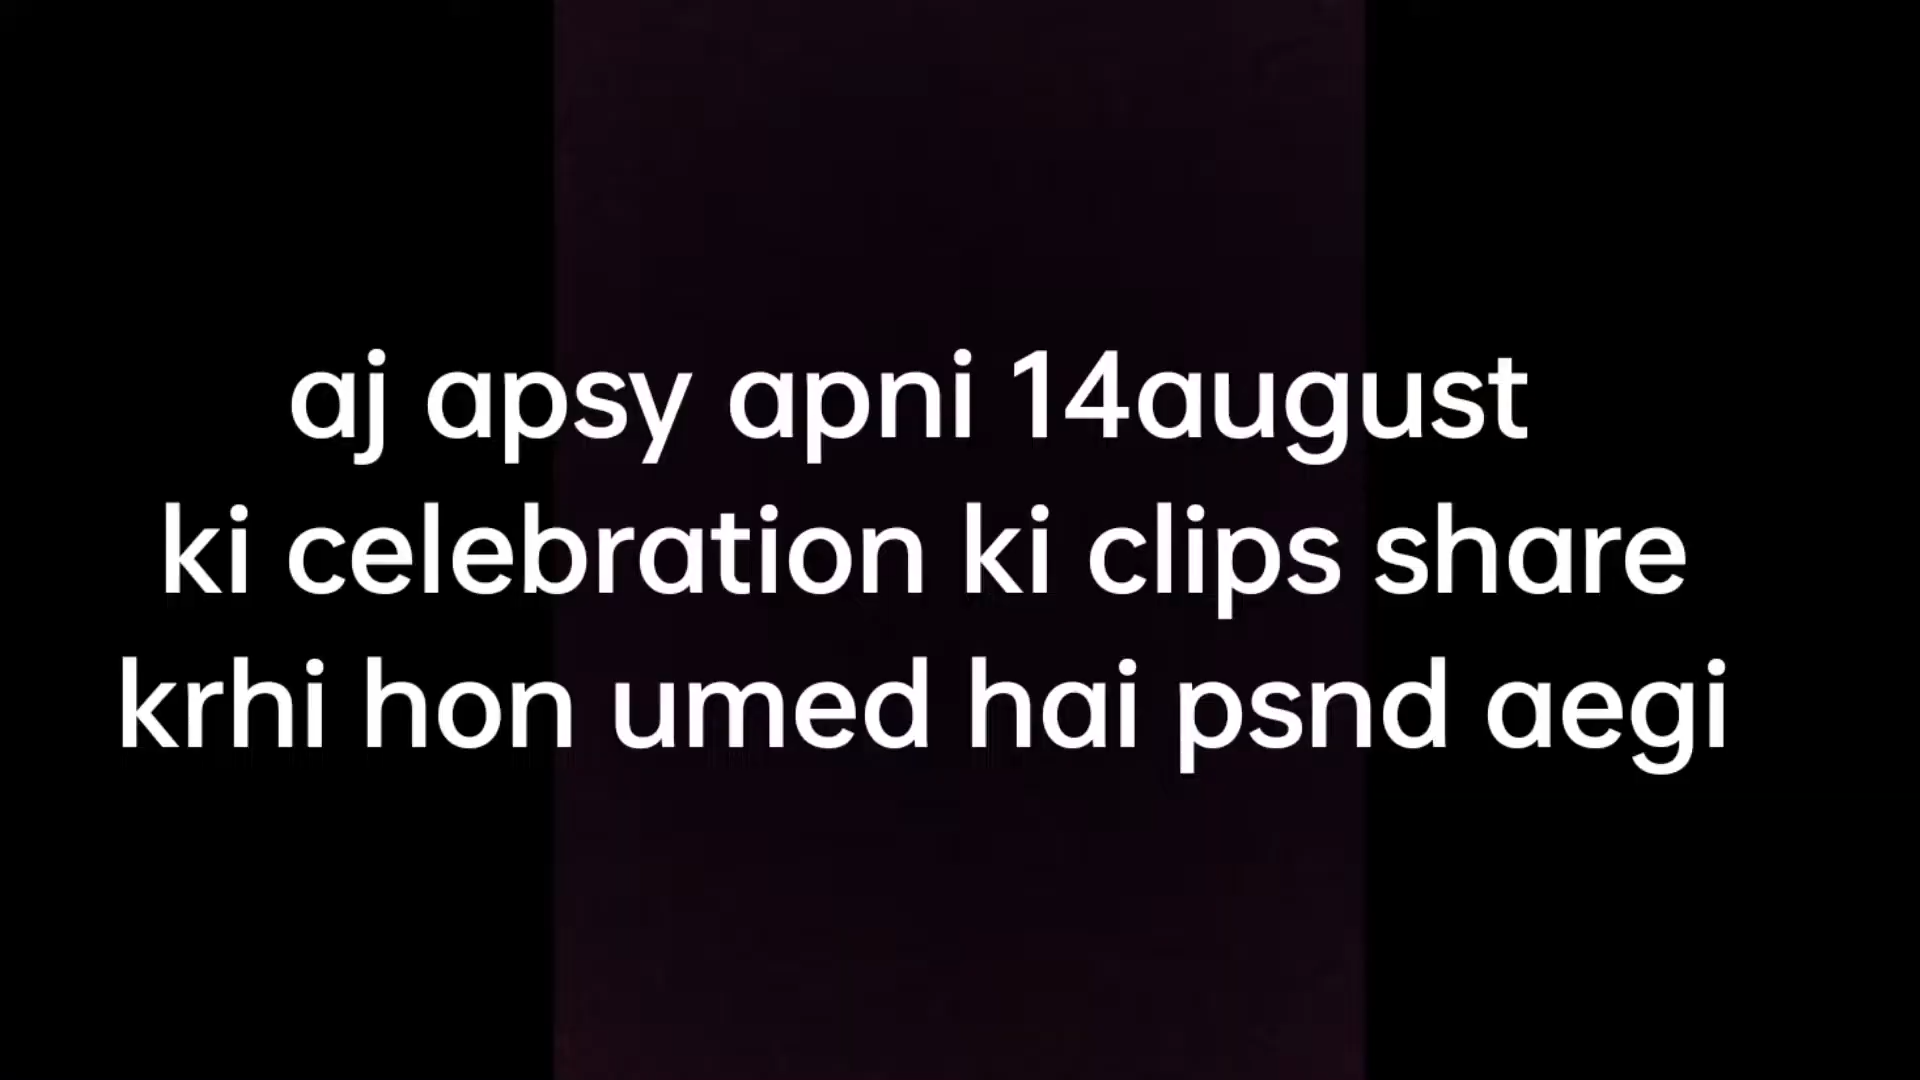 aj apsy apni 14august
ki celebration ki clips share
krhi hon umed hai psnd aegi